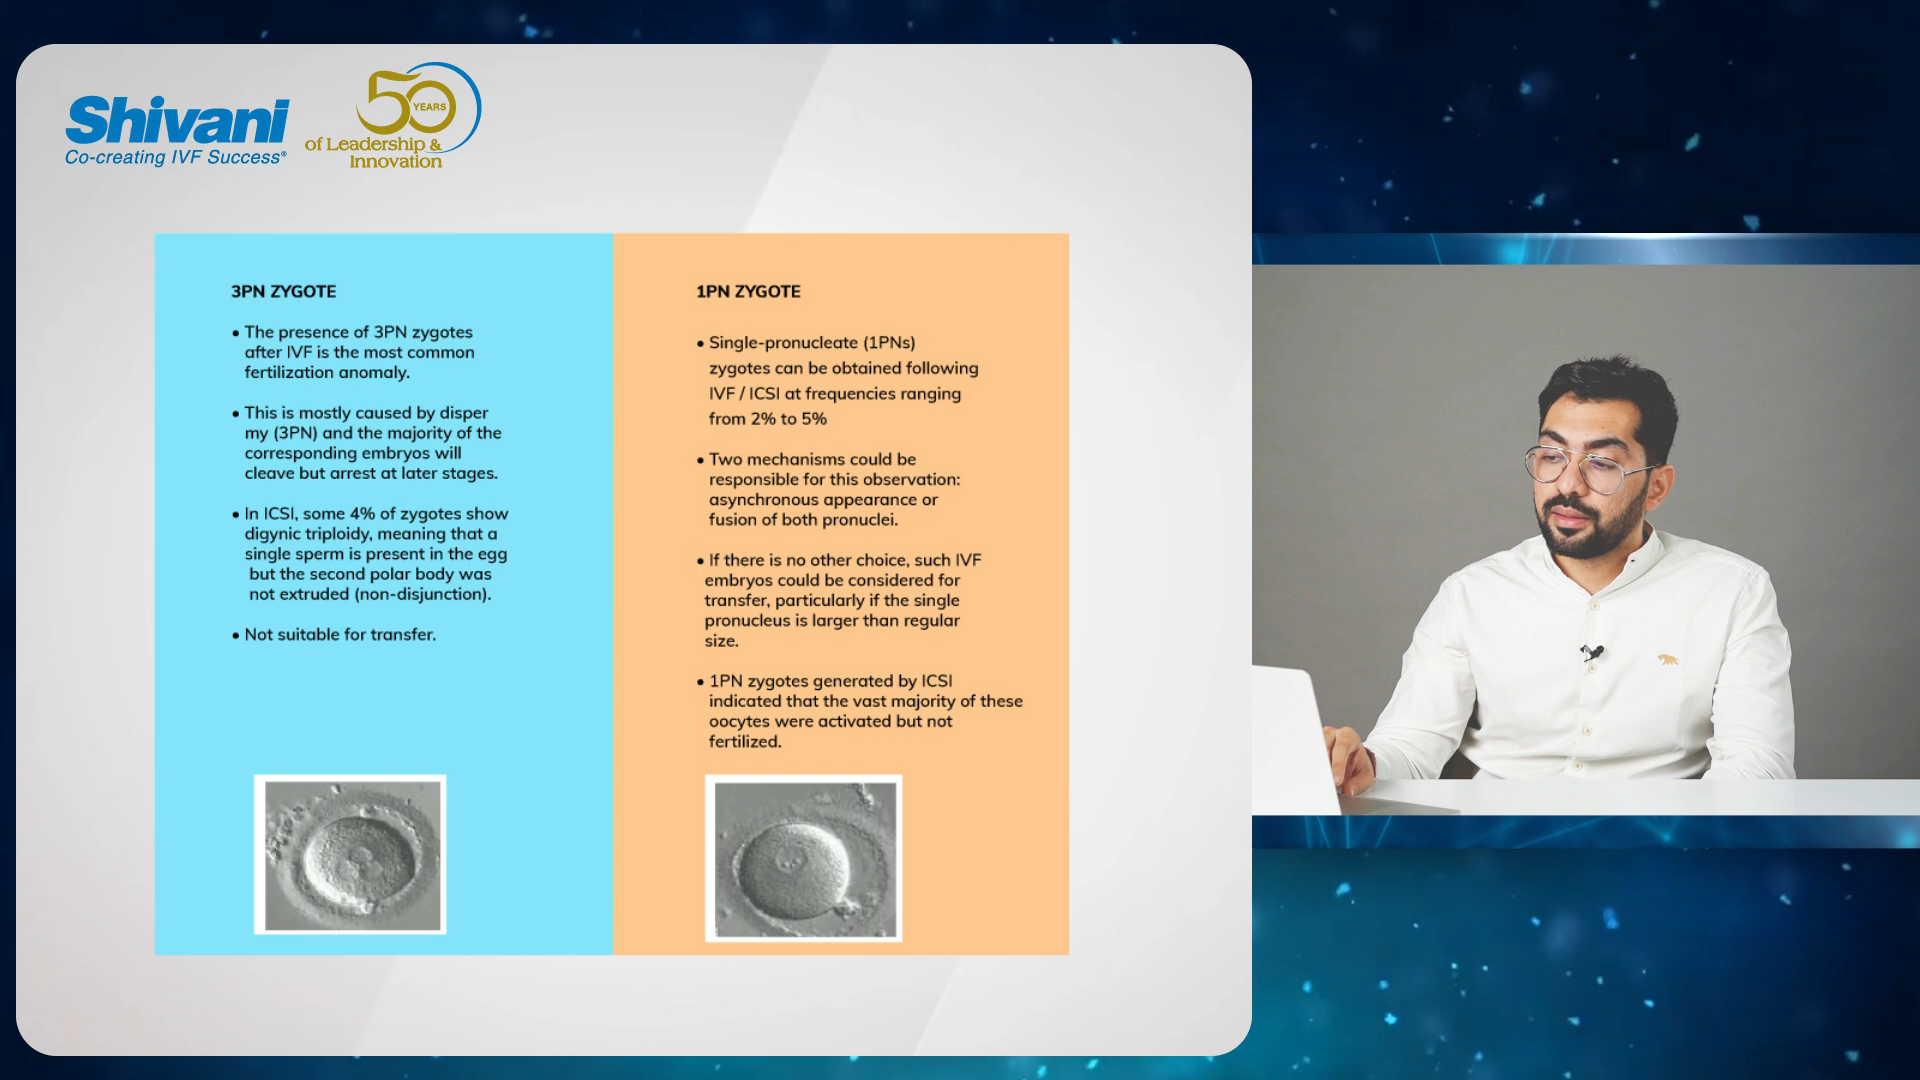 Shivani
Co-creating IVF Success®
50
YEARS
of Leadership &
Innovation
3PN ZYGOTE
• The presence of 3PN zygotes
after IVF is the most common
fertilization anomaly.
• This is mostly caused by disper
my (3PN) and the majority of the
corresponding embryos will
cleave but arrest at later stages.
• In ICSI, some 4% of zygotes show
digynic triploidy, meaning that a
single sperm is present in the egg
but the second polar body was
not extruded (non-disjunction).
• Not suitable for transfer.
1PN ZYGOTE
• Single-pronucleate (1PNs)
zygotes can be obtained following
IVF / ICSI at frequencies ranging
from 2% to 5%
• Two mechanisms could be
responsible for this observation:
asynchronous appearance or
fusion of both pronuclei.
• If there is no other choice, such IVF
embryos could be considered for
transfer, particularly if the single
pronucleus is larger than regular
size.
• 1PN zygotes generated by ICSI
indicated that the vast majority of these
oocytes were activated but not
fertilized.